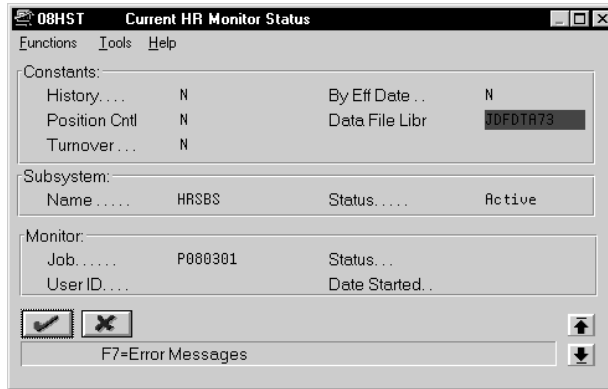 08HST Current HR Monitor Status
Functions Tools Help
Constants:
History.... N By Eff Date .. N
Position Cntl N Data File Libr JDFDTA73
Turnover... N
Subsystem:
Name ..... HRSBS Status..... Active
Monitor:
Job...... P080301 Status...
User ID.... Date Started..
F7=Error Messages